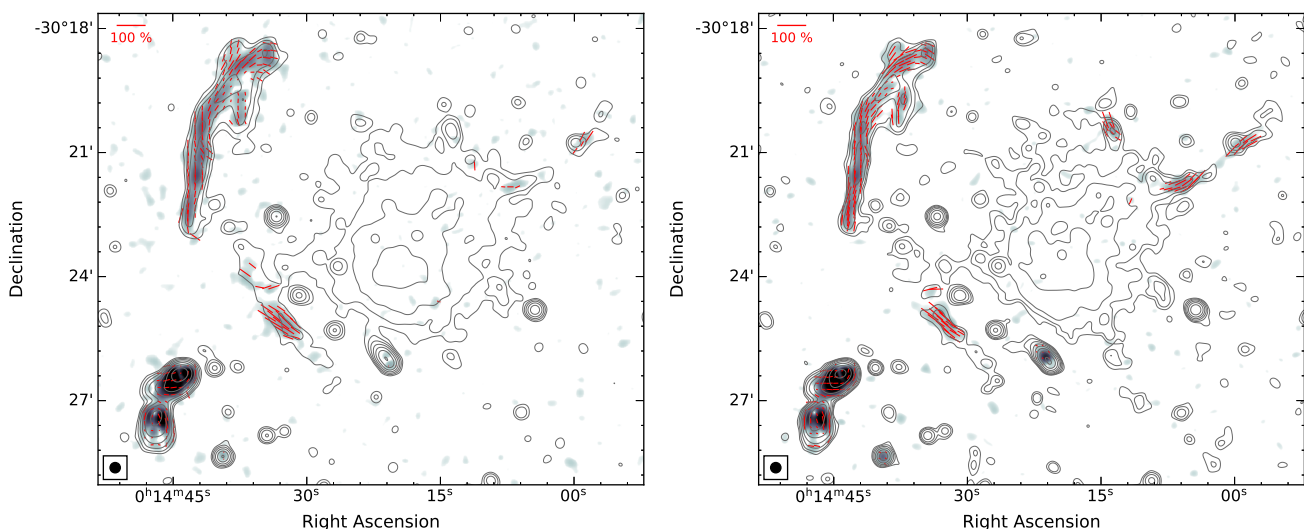 100 %
-30°18'
21'
24'
27'
Declination
0ʰ14ᵐ45ˢ 30ˢ 15ˢ 00ˢ
Right Ascension
100 %
-30°18'
21'
24'
27'
Declination
0ʰ14ᵐ45ˢ 30ˢ 15ˢ 00ˢ
Right Ascension